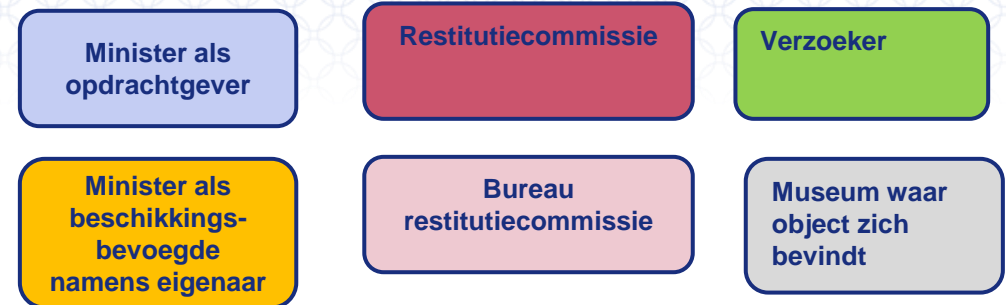 Minister als
opdrachtgever
Restitutiecommissie
Verzoeker
Minister als
beschikkings-
bevoegde
namens eigenaar
Bureau
restitutiecommissie
Museum waar
object zich
bevindt